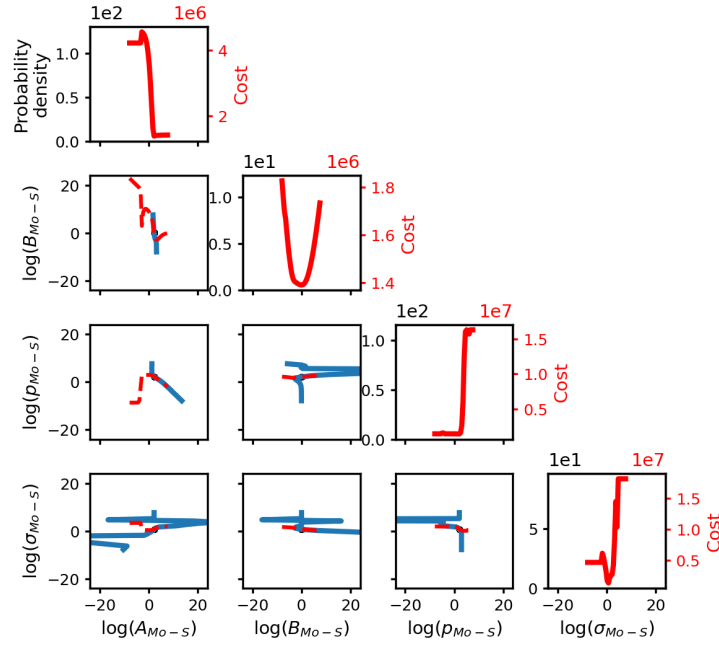 1e2 1e6
Probability density
1.0
0.5
0.0
4
2
Cost
log(B_{Mo-S})
20
0
−20
1e1 1e6
1.0
0.5
0.0
1.8
1.6
1.4
Cost
log(p_{Mo-S})
20
0
−20
1e2 1e7
1.0
0.5
0.0
1.5
1.0
0.5
Cost
log(σ_{Mo-S})
20
0
−20
1e1 1e7
5
0
1.5
1.0
0.5
Cost
−20 0 20 −20 0 20 −20 0 20 −20 0 20
log(A_{Mo-S}) log(B_{Mo-S}) log(p_{Mo-S}) log(σ_{Mo-S})